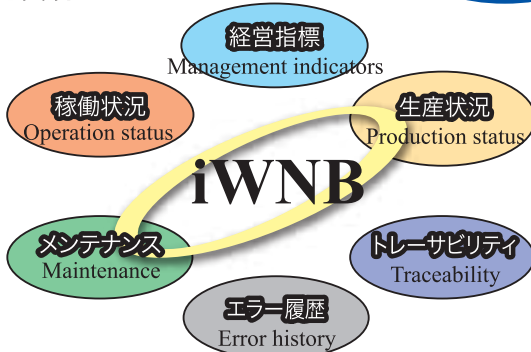 経営指標
Management indicators
稼働状況
Operation status
生産状況
Production status
iWNB
メンテナンス
Maintenance
トレーサビリティ
Traceability
エラー履歴
Error history